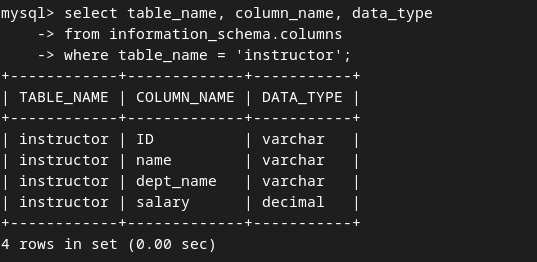 mysql> select table_name, column_name, data_type
    -> from information_schema.columns
    -> where table_name = 'instructor';
+------------+-------------+-----------+
| TABLE_NAME | COLUMN_NAME | DATA_TYPE |
+------------+-------------+-----------+
| instructor | ID          | varchar   |
| instructor | name        | varchar   |
| instructor | dept_name   | varchar   |
| instructor | salary      | decimal   |
+------------+-------------+-----------+
4 rows in set (0.00 sec)